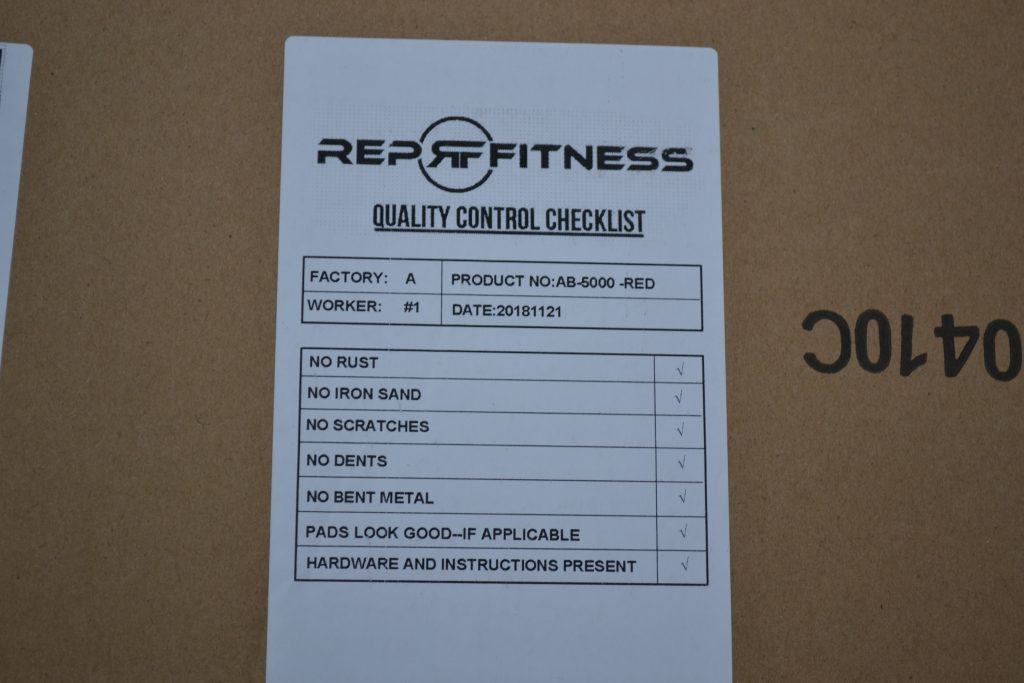 REP RF FITNESS
QUALITY CONTROL CHECKLIST
FACTORY: A PRODUCT NO:AB-5000 -RED
WORKER: #1 DATE:20181121
NO RUST ✓
NO IRON SAND ✓
NO SCRATCHES ✓
NO DENTS ✓
NO BENT METAL ✓
PADS LOOK GOOD--IF APPLICABLE ✓
HARDWARE AND INSTRUCTIONS PRESENT ✓